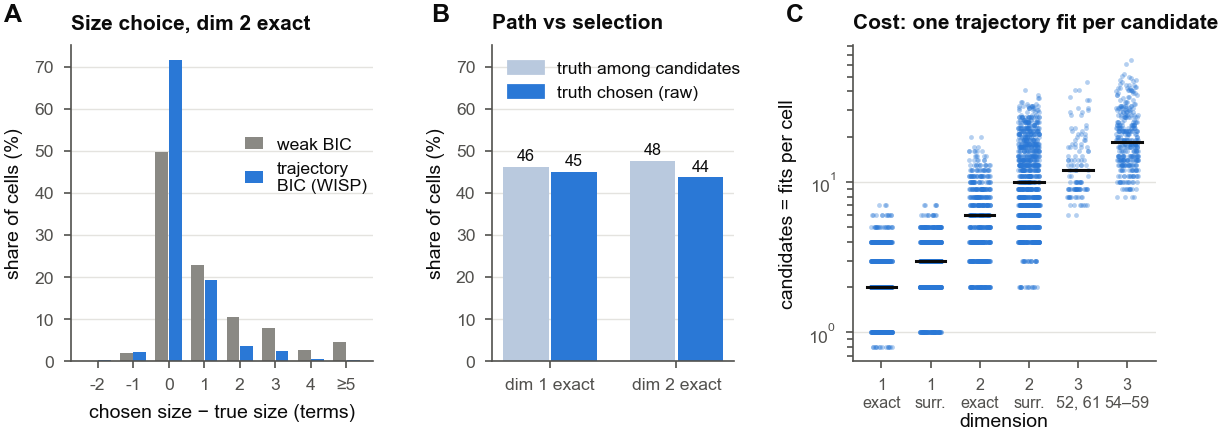 A
Size choice, dim 2 exact
share of cells (%)
70
60
50
40
30
20
10
0
weak BIC
trajectory
BIC (WISP)
-2 -1 0 1 2 3 4 ≥5
chosen size − true size (terms)
B
Path vs selection
share of cells (%)
70
60
50
40
30
20
10
0
truth among candidates
truth chosen (raw)
46 45 48 44
dim 1 exact dim 2 exact
C
Cost: one trajectory fit per candidate
candidates = fits per cell
10¹
10⁰
1 1 2 2 3 3
exact surr. exact surr. 52, 61 54–59
dimension